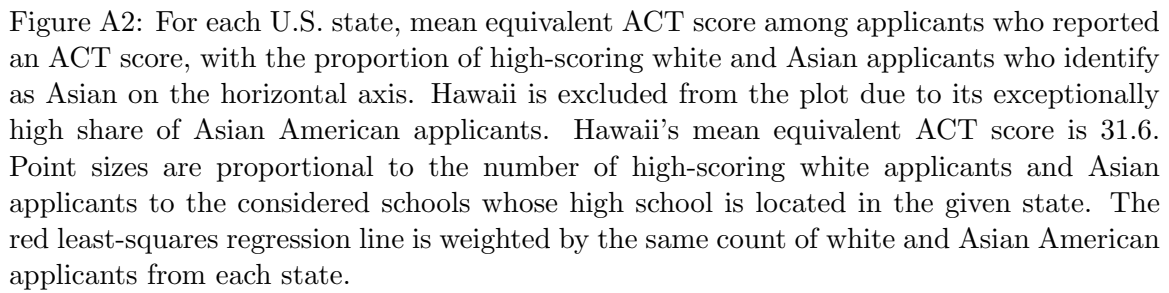 Figure A2: For each U.S. state, mean equivalent ACT score among applicants who reported
an ACT score, with the proportion of high-scoring white and Asian applicants who identify
as Asian on the horizontal axis. Hawaii is excluded from the plot due to its exceptionally
high share of Asian American applicants. Hawaii's mean equivalent ACT score is 31.6.
Point sizes are proportional to the number of high-scoring white applicants and Asian
applicants to the considered schools whose high school is located in the given state. The
red least-squares regression line is weighted by the same count of white and Asian American
applicants from each state.